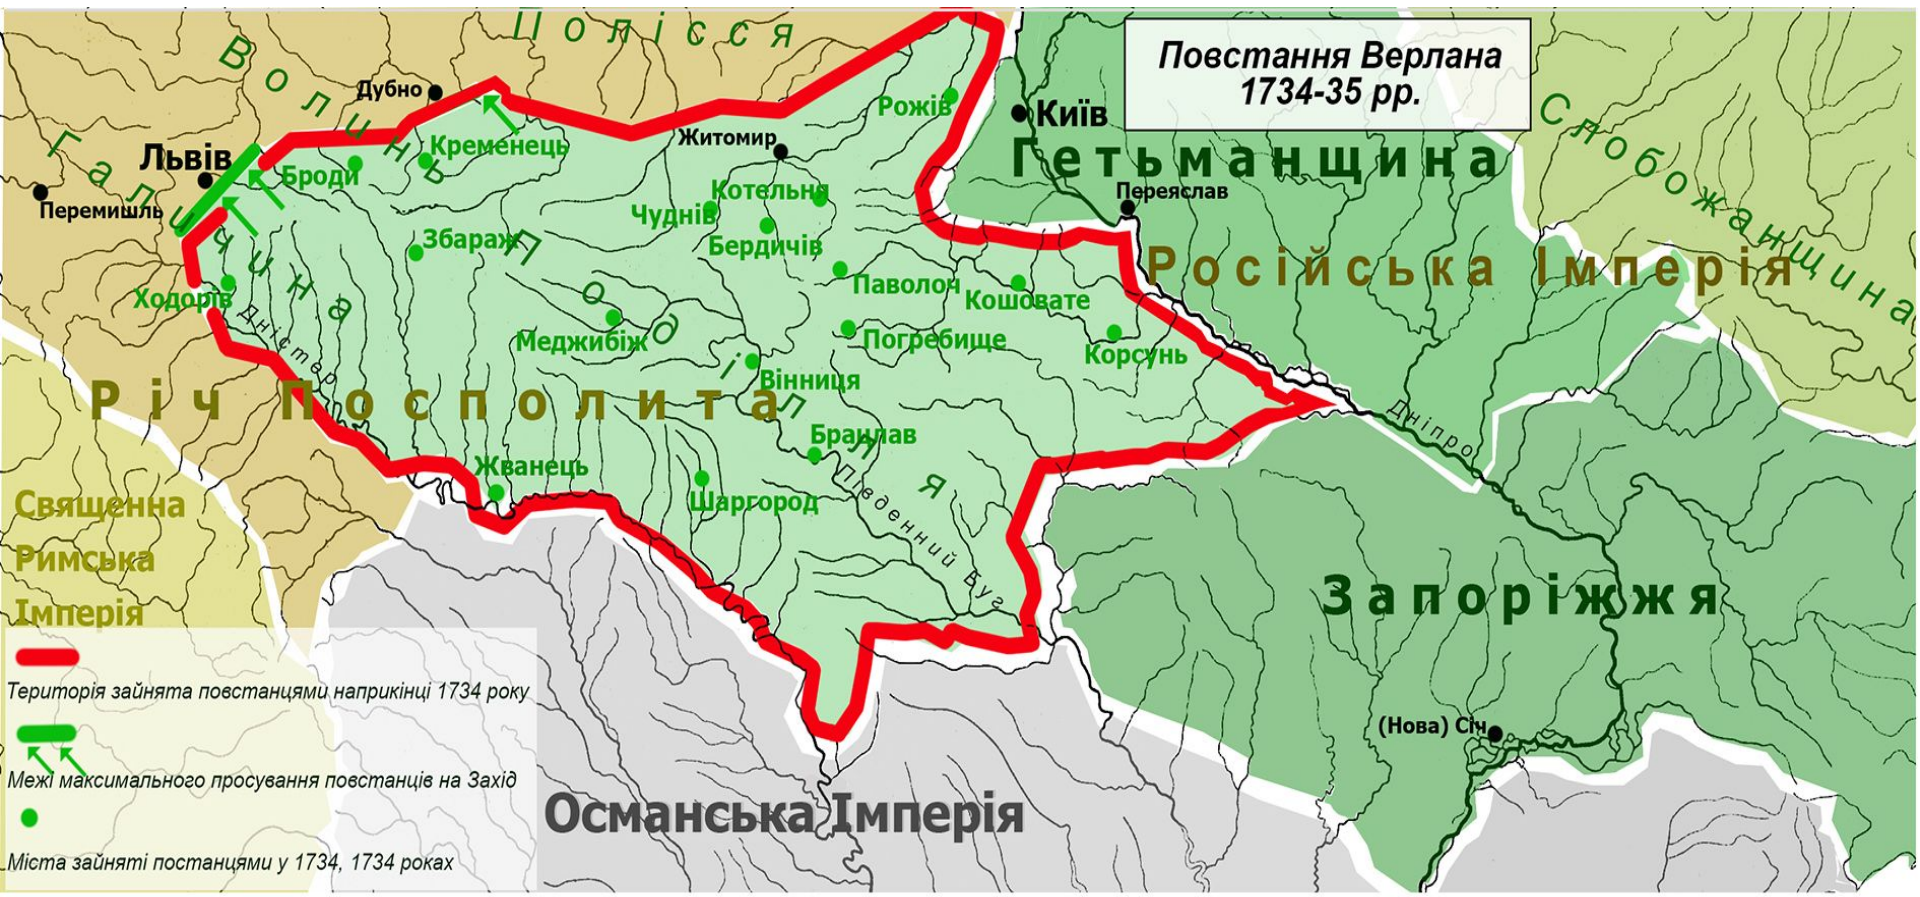 Повстання Верлана
1734-35 рр.
Полісся
Волинь
Галичина
Поділля
Слобожанщина
Гетьманщина
Російська Імперія
Річ Посполита
Запоріжжя
Османська Імперія
Священна
Римська
Імперія
Дубно
Кременець
Житомир
Рожів
Київ
Львів
Броди
Перемишль
Котельня
Чуднів
Бердичів
Переяслав
Збараж
Ходорів
Дністер
Паволоч
Кошовате
Меджибіж
Погребище
Корсунь
Вінниця
Дніпро
Брацлав
Жванець
Шаргород
Південний Буг
(Нова) Січ
Територія зайнята повстанцями наприкінці 1734 року
Межі максимального просування повстанців на Захід
Міста зайняті постанцями у 1734, 1734 роках